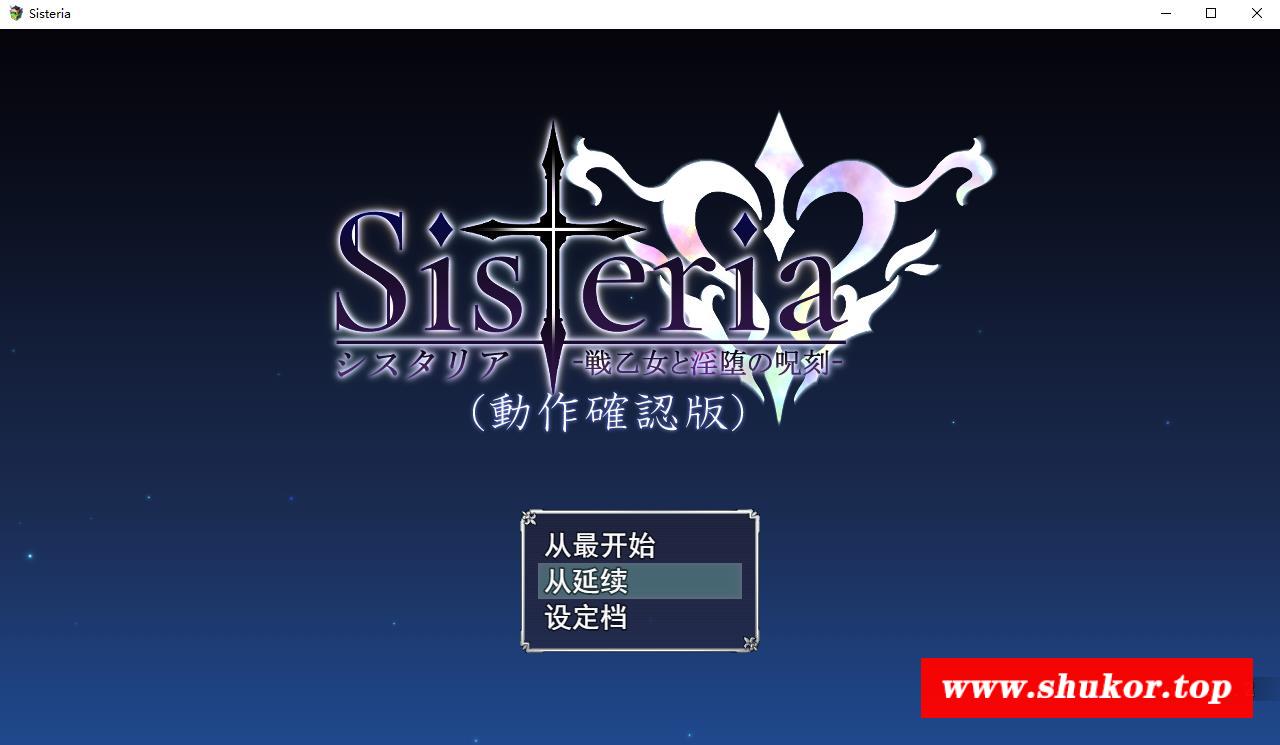 Sisteria
Sisteria
シスタリア -戦乙女と淫堕の呪刻-
(動作確認版)
从最开始
从延续
设定档
www.shukor.top